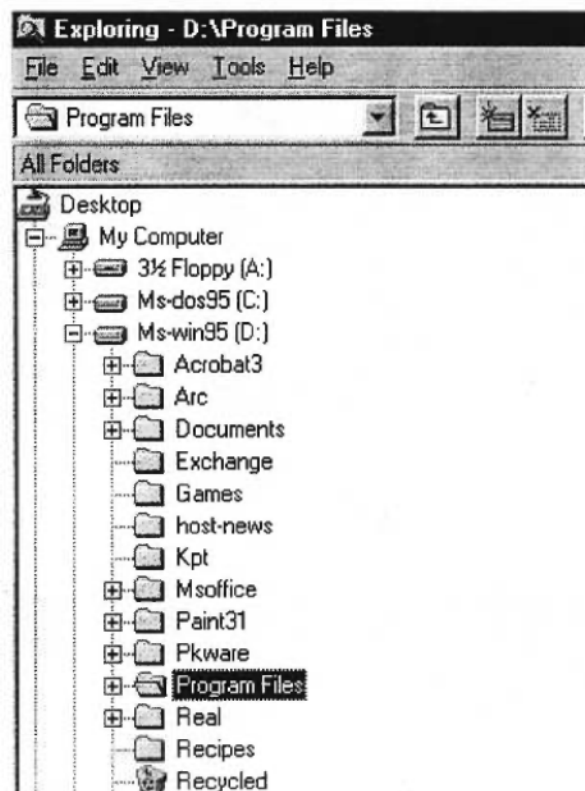 Exploring - D:\Program Files
File Edit View Tools Help
Program Files
All Folders
Desktop
My Computer
3½ Floppy (A:)
Ms-dos95 (C:)
Ms-win95 (D:)
Acrobat3
Arc
Documents
Exchange
Games
host-news
Kpt
Msoffice
Paint31
Pkware
Program Files
Real
Recipes
Recycled